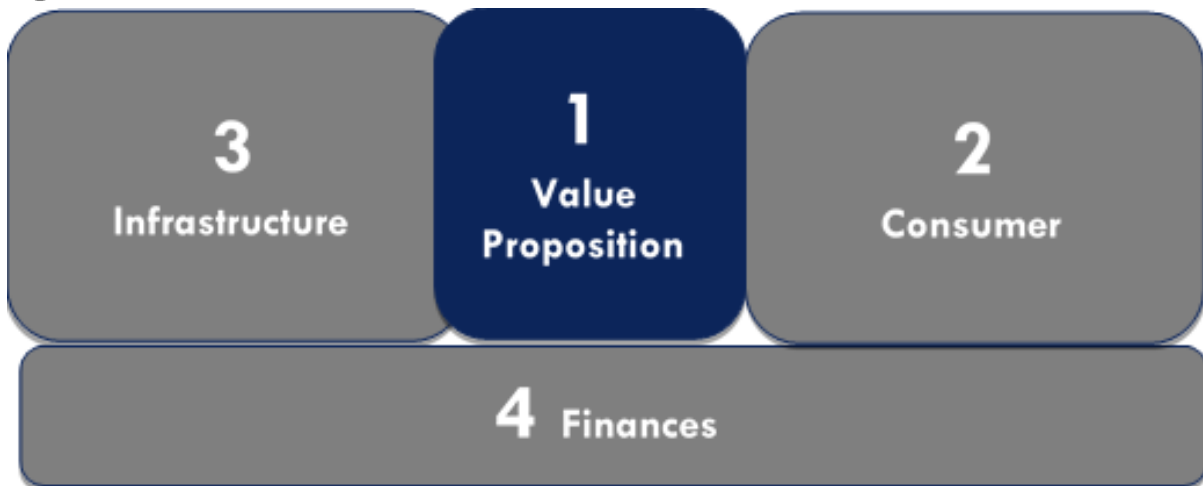 3
Infrastructure
1
Value
Proposition
2
Consumer
4 Finances